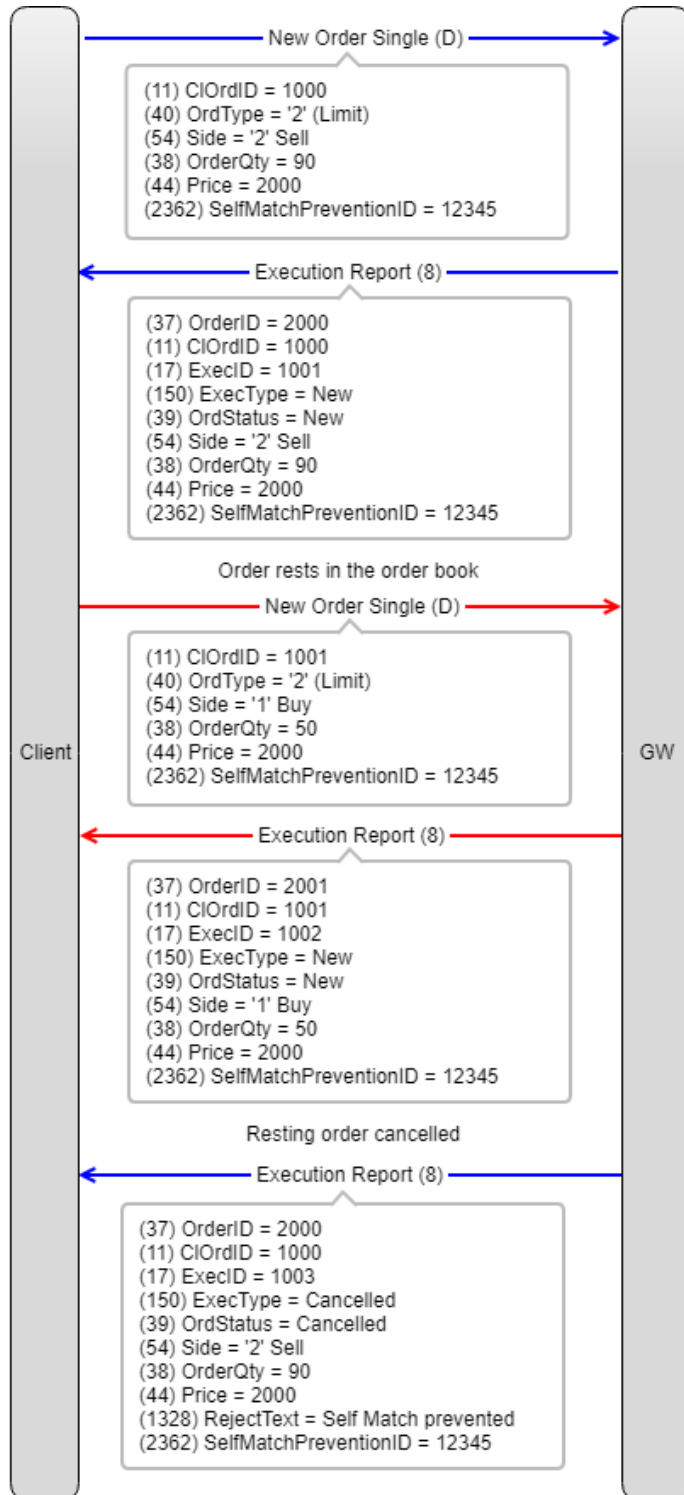 New Order Single (D)
(11) ClOrdID = 1000
(40) OrdType = '2' (Limit)
(54) Side = '2' Sell
(38) OrderQty = 90
(44) Price = 2000
(2362) SelfMatchPreventionID = 12345
Execution Report (8)
(37) OrderID = 2000
(11) ClOrdID = 1000
(17) ExecID = 1001
(150) ExecType = New
(39) OrdStatus = New
(54) Side = '2' Sell
(38) OrderQty = 90
(44) Price = 2000
(2362) SelfMatchPreventionID = 12345
Order rests in the order book
New Order Single (D)
(11) ClOrdID = 1001
(40) OrdType = '2' (Limit)
(54) Side = '1' Buy
(38) OrderQty = 50
(44) Price = 2000
(2362) SelfMatchPreventionID = 12345
Client
GW
Execution Report (8)
(37) OrderID = 2001
(11) ClOrdID = 1001
(17) ExecID = 1002
(150) ExecType = New
(39) OrdStatus = New
(54) Side = '1' Buy
(38) OrderQty = 50
(44) Price = 2000
(2362) SelfMatchPreventionID = 12345
Resting order cancelled
Execution Report (8)
(37) OrderID = 2000
(11) ClOrdID = 1000
(17) ExecID = 1003
(150) ExecType = Cancelled
(39) OrdStatus = Cancelled
(54) Side = '2' Sell
(38) OrderQty = 90
(44) Price = 2000
(1328) RejectText = Self Match prevented
(2362) SelfMatchPreventionID = 12345